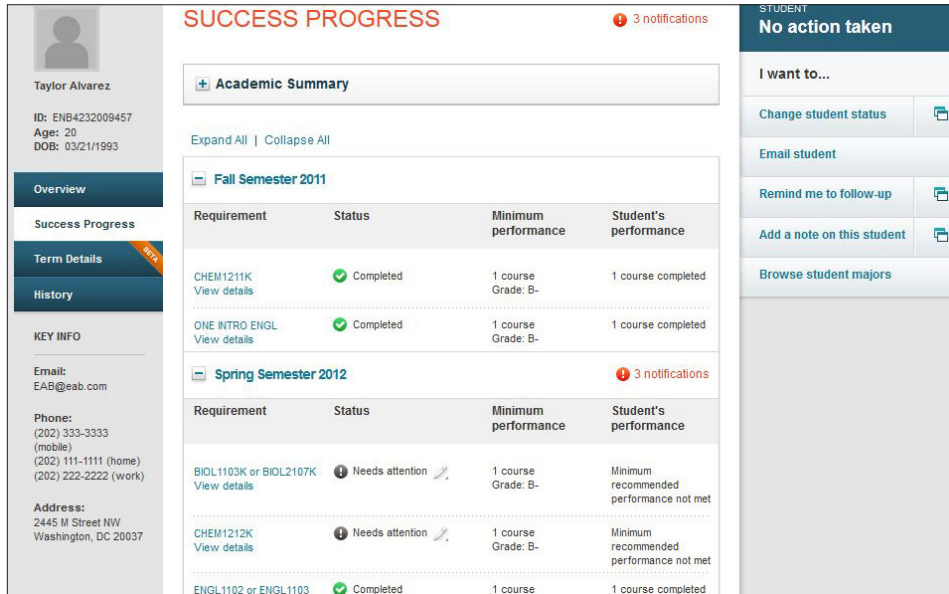 Taylor Alvarez
ID: ENB4232009457
Age: 20
DOB: 03/21/1993
Overview
Success Progress
Term Details
BETA
History
KEY INFO
Email:
EAB@eab.com
Phone:
(202) 333-3333
(mobile)
(202) 111-1111 (home)
(202) 222-2222 (work)
Address:
2445 M Street NW
Washington, DC 20037
SUCCESS PROGRESS
3 notifications
Academic Summary
Expand All | Collapse All
Fall Semester 2011
Requirement Status Minimum performance Student's performance
CHEM1211K Completed 1 course 1 course completed
View details Grade: B-
ONE INTRO ENGL Completed 1 course 1 course completed
View details Grade: B-
Spring Semester 2012 3 notifications
Requirement Status Minimum performance Student's performance
BIOL1103K or BIOL2107K Needs attention 1 course Minimum
View details Grade: B- recommended
performance not met
CHEM1212K Needs attention 1 course Minimum
View details Grade: B- recommended
performance not met
ENGL1102 or ENGL1103 Completed 1 course 1 course completed
STUDENT
No action taken
I want to...
Change student status
Email student
Remind me to follow-up
Add a note on this student
Browse student majors